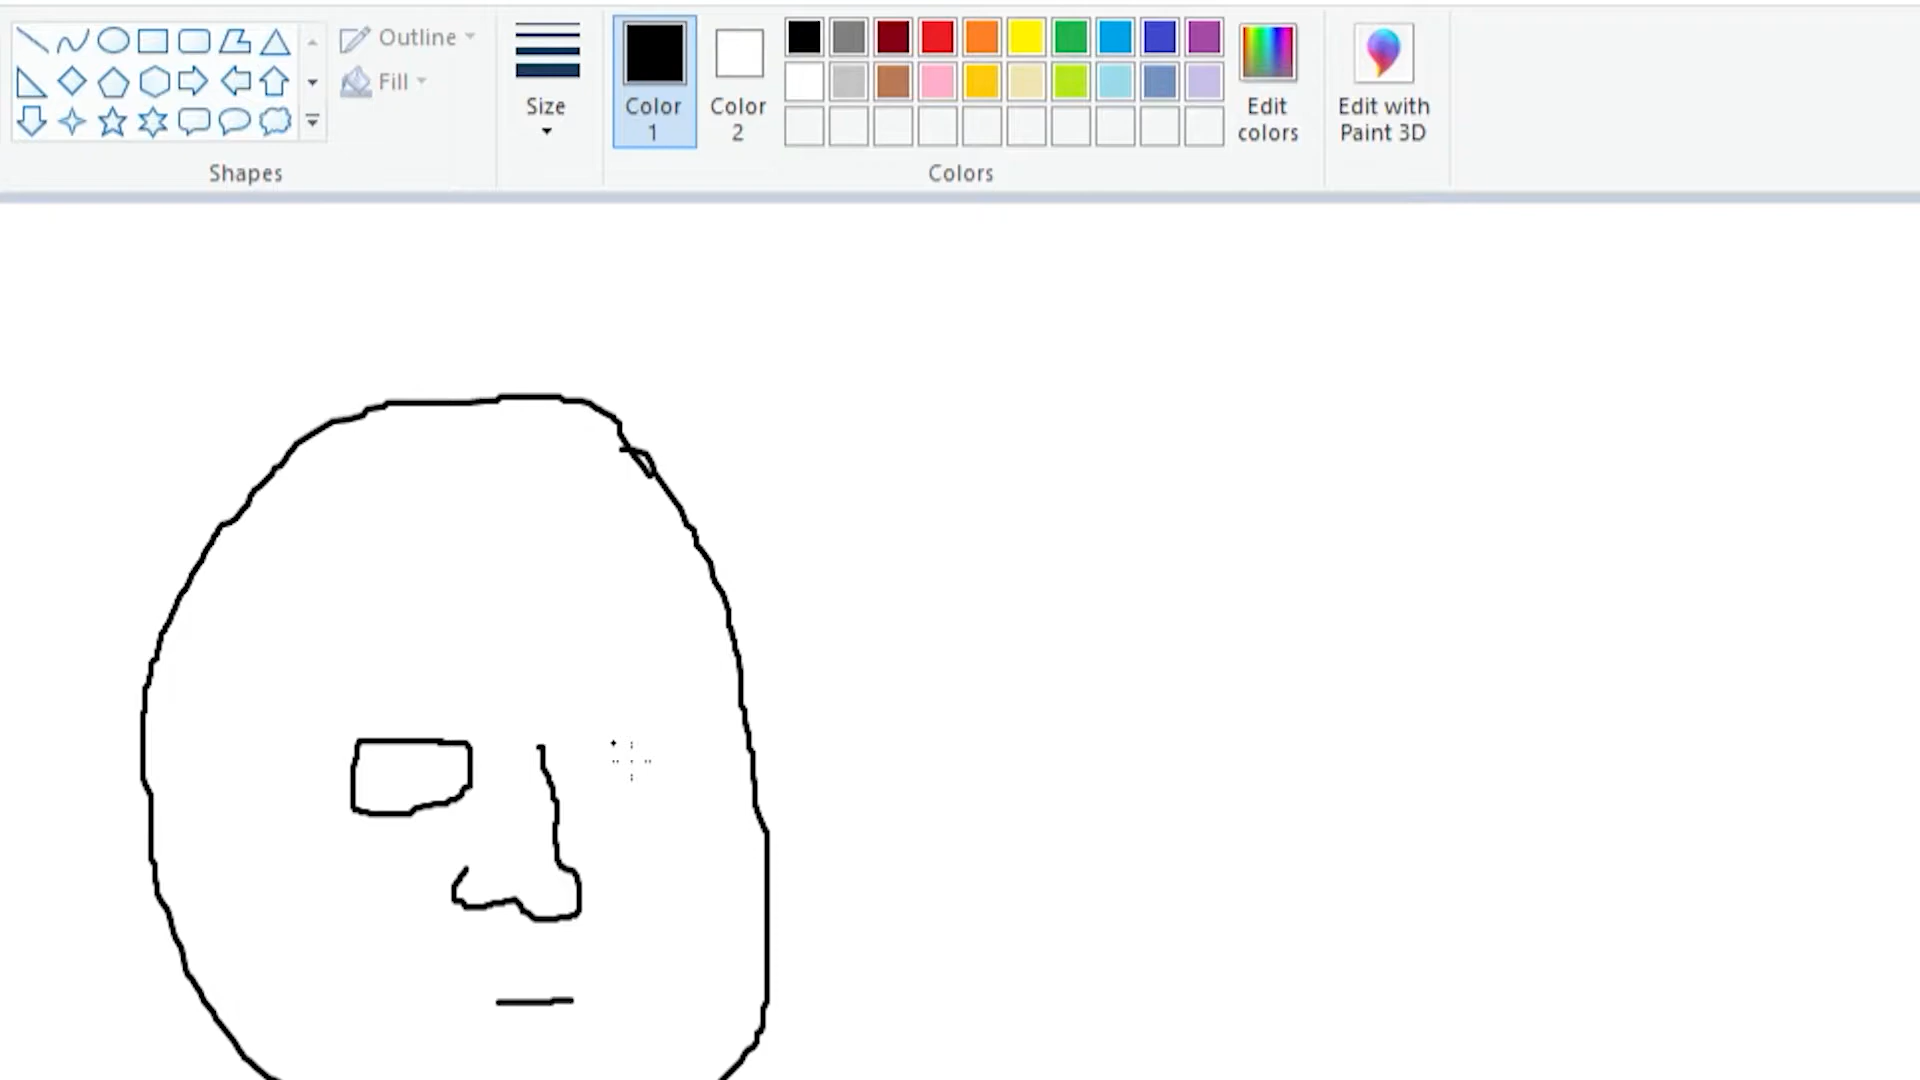 Outline
Fill
Size
Color
1
Color
2
Edit
colors
Edit with
Paint 3D
Shapes
Colors